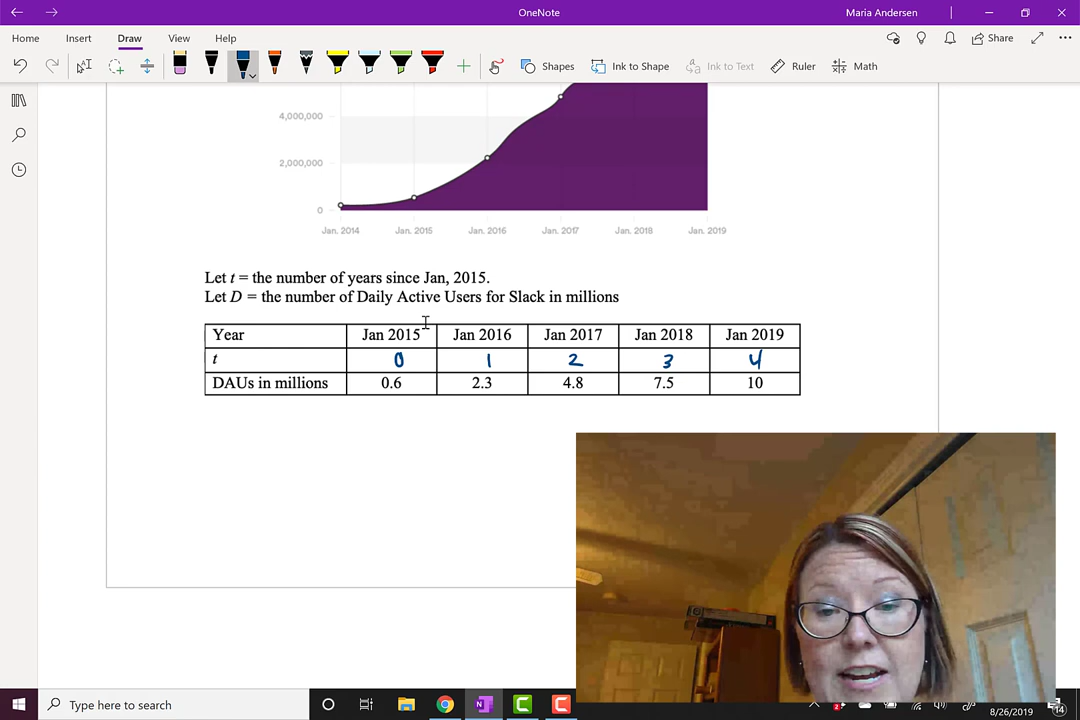 OneNote
Maria Andersen
Home Insert Draw View Help
Share
Shapes Ink to Shape Ink to Text Ruler Math
4,000,000
2,000,000
0
Jan. 2014 Jan. 2015 Jan. 2016 Jan. 2017 Jan. 2018 Jan. 2019
Let t = the number of years since Jan, 2015.
Let D = the number of Daily Active Users for Slack in millions
Year Jan 2015 Jan 2016 Jan 2017 Jan 2018 Jan 2019
t 0 1 2 3 4
DAUs in millions 0.6 2.3 4.8 7.5 10
Type here to search
8/26/2019
14